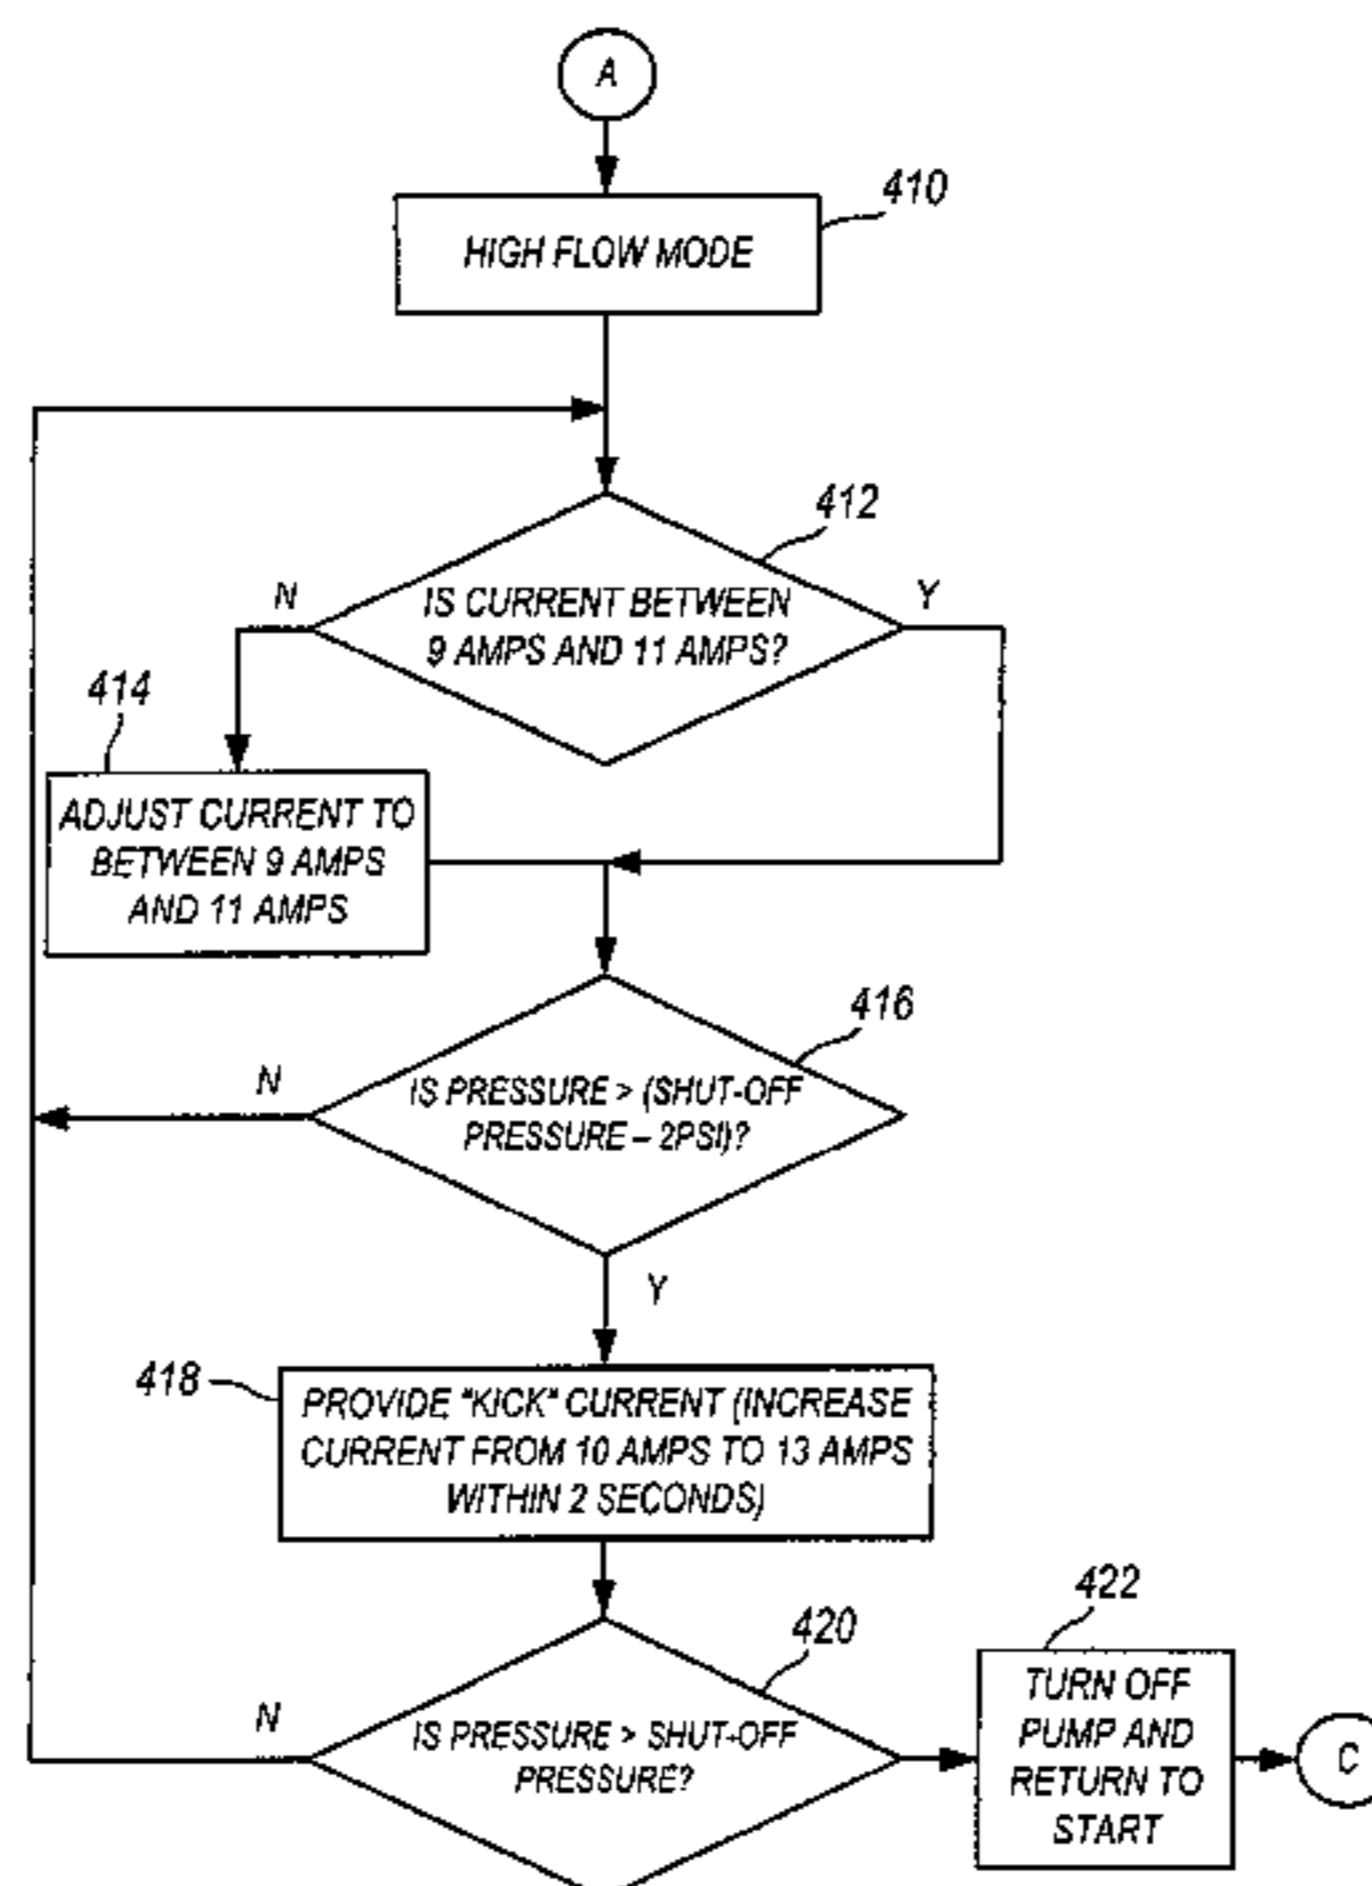 A
410
HIGH FLOW MODE
412
N
IS CURRENT BETWEEN
Y
9 AMPS AND 11 AMPS?
414
ADJUST CURRENT TO
BETWEEN 9 AMPS
AND 11 AMPS
416
N
IS PRESSURE > (SHUT-OFF
PRESSURE – 2PSI)?
Y
418
PROVIDE "KICK" CURRENT (INCREASE
CURRENT FROM 10 AMPS TO 13 AMPS
WITHIN 2 SECONDS)
420
N
IS PRESSURE > SHUT-OFF
PRESSURE?
422
TURN OFF
PUMP AND
RETURN TO
START
C